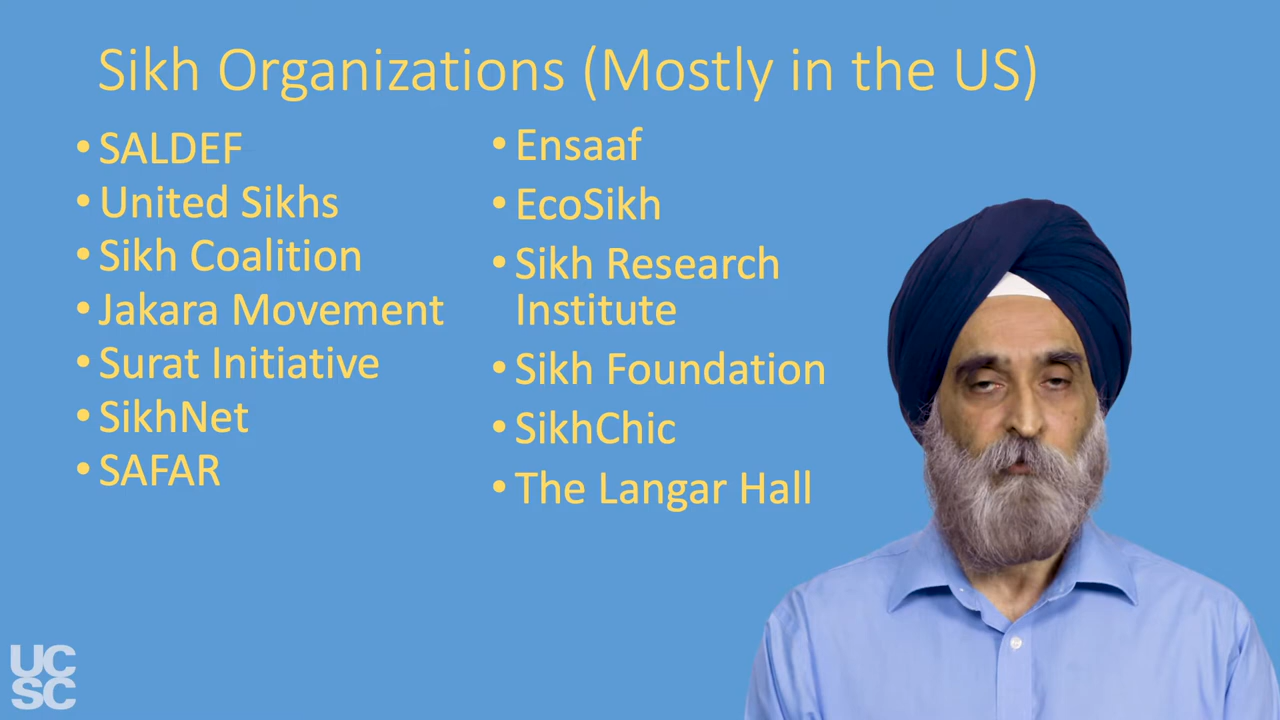 Sikh Organizations (Mostly in the US)
• SALDEF
• United Sikhs
• Sikh Coalition
• Jakara Movement
• Surat Initiative
• SikhNet
• SAFAR
• Ensaaf
• EcoSikh
• Sikh Research
Institute
• Sikh Foundation
• SikhChic
• The Langar Hall
UC
SC